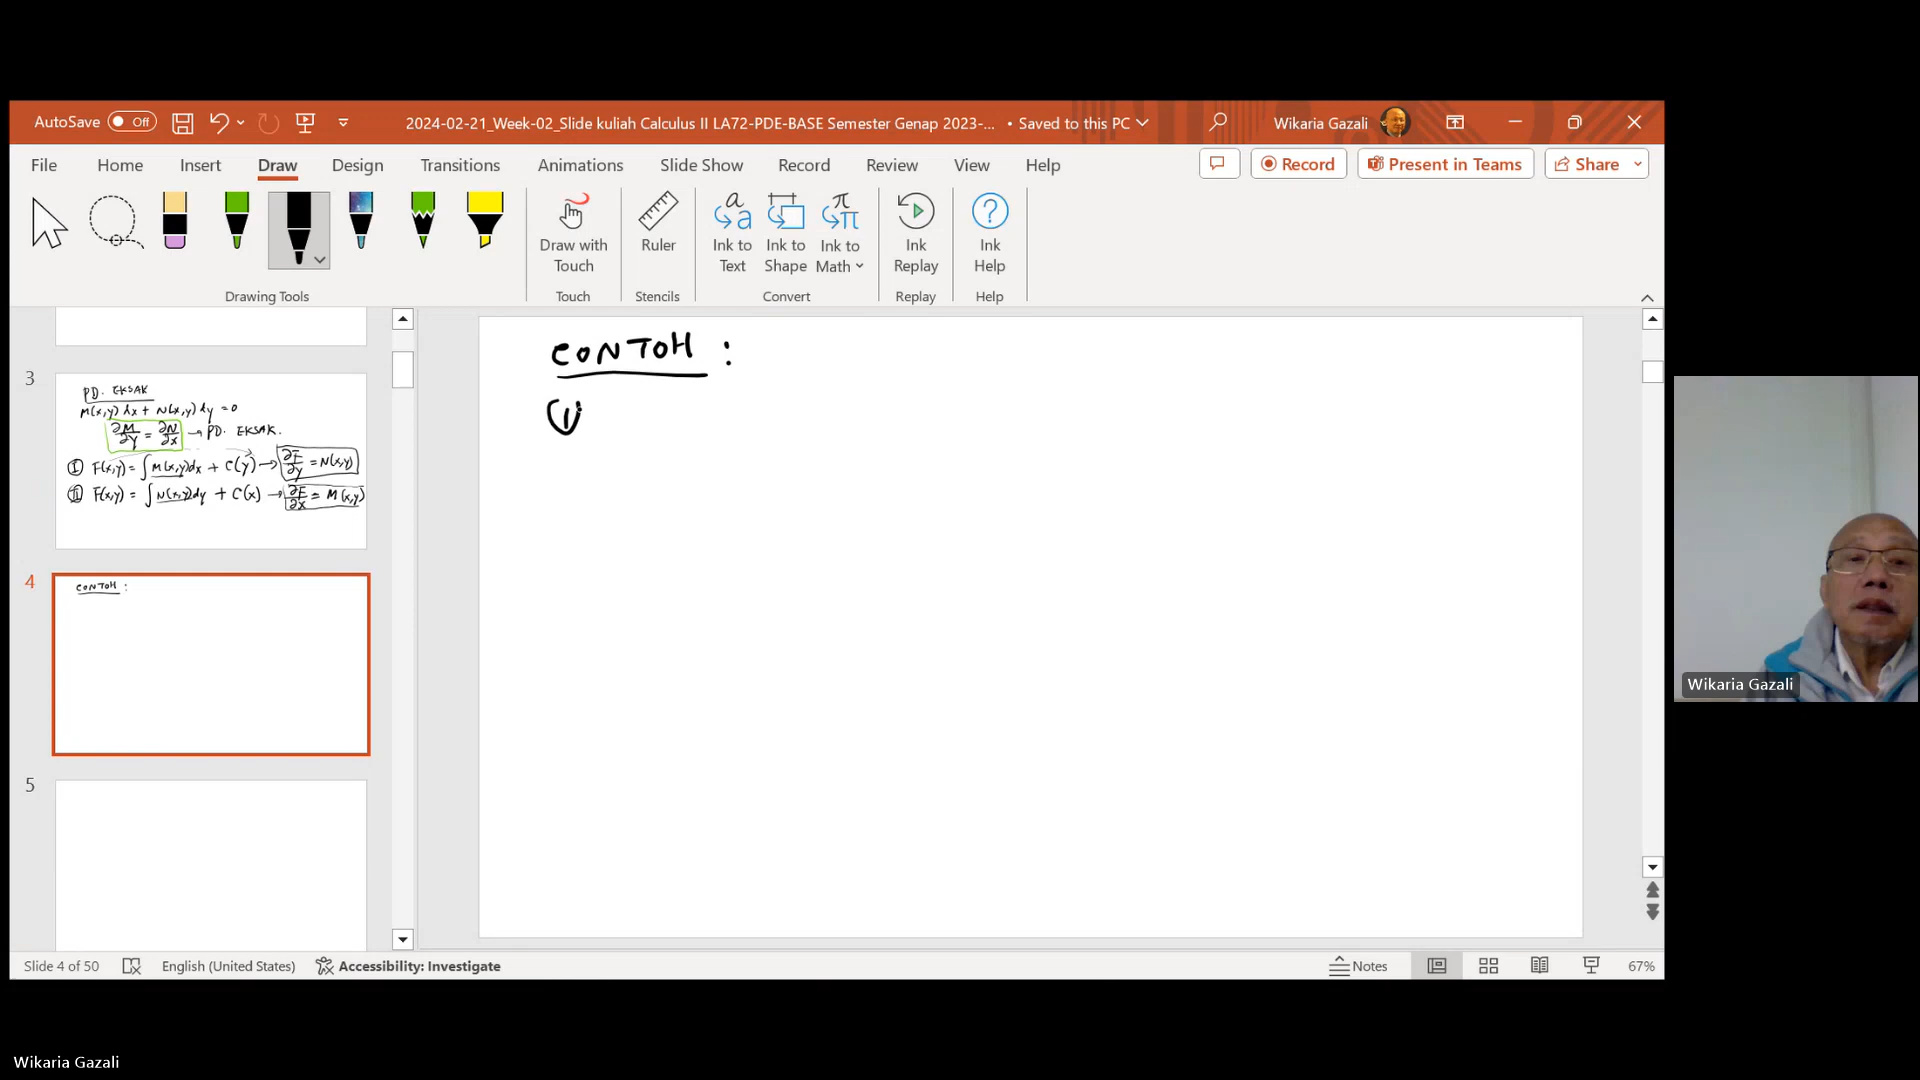 AutoSave Off 2024-02-21_Week-02_Slide kuliah Calculus II LA72-PDE-BASE Semester Genap 2023-... • Saved to this PC Wikaria Gazali
File Home Insert Draw Design Transitions Animations Slide Show Record Review View Help Record Present in Teams Share
Draw with Touch
Ruler
Ink to Text
Ink to Shape
Ink to Math
Ink Replay
Ink Help
Drawing Tools Touch Stencils Convert Replay Help
3
PD. EKSAK
M(x,y) dx + N(x,y) dy = 0
∂M/∂y = ∂N/∂x → PD. EKSAK.
Ⓘ F(x,y) = ∫ M(x,y)dx + C(y) → ∂F/∂y = N(x,y)
Ⓘ Ⓘ F(x,y) = ∫ N(x,y)dy + C(x) → ∂F/∂x = M(x,y)
4
CONTOH :
5
CONTOH :
①
Wikaria Gazali
Slide 4 of 50 English (United States) Accessibility: Investigate Notes 67%
Wikaria Gazali